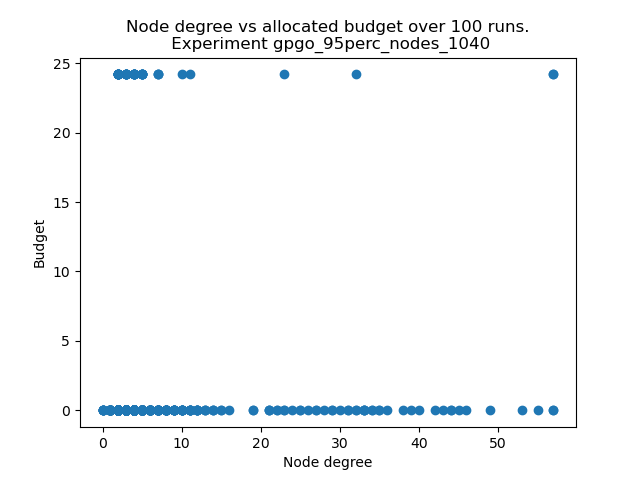 Node degree vs allocated budget over 100 runs.
Experiment gpgo_95perc_nodes_1040
25
20
15
10
5
0
Budget
0 10 20 30 40 50
Node degree